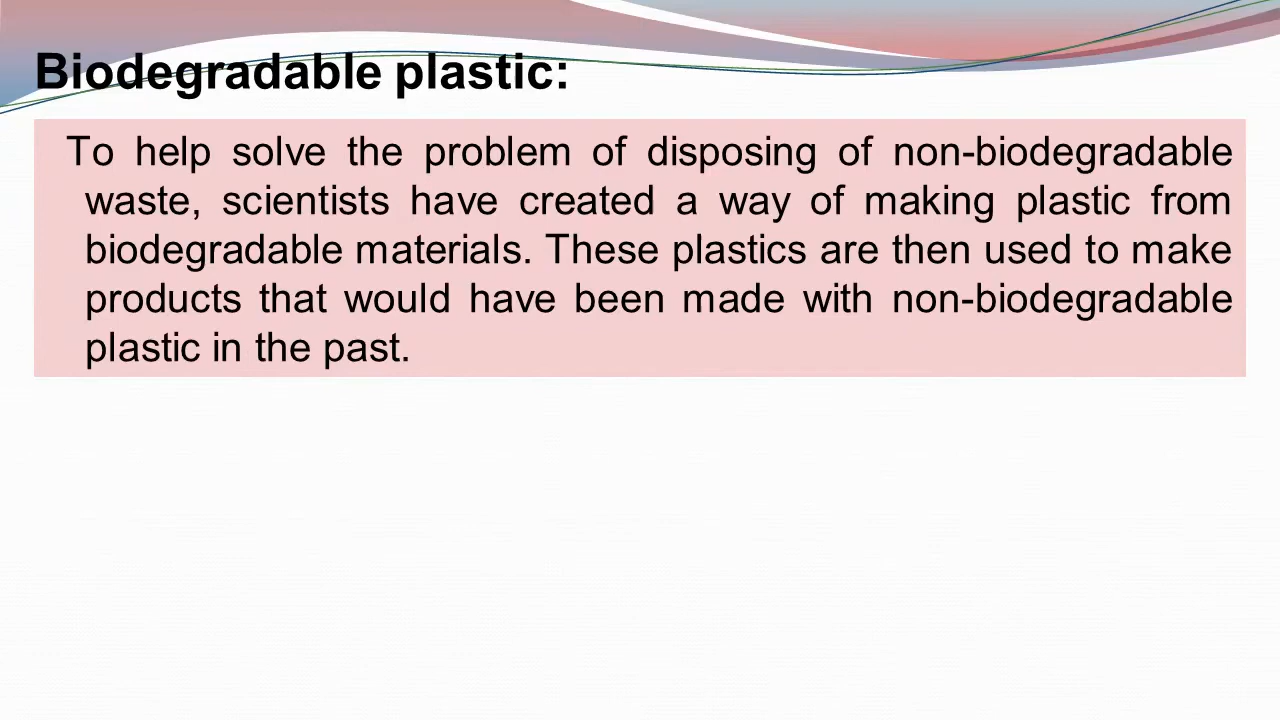 Biodegradable plastic:
To help solve the problem of disposing of non-biodegradable
waste, scientists have created a way of making plastic from
biodegradable materials. These plastics are then used to make
products that would have been made with non-biodegradable
plastic in the past.